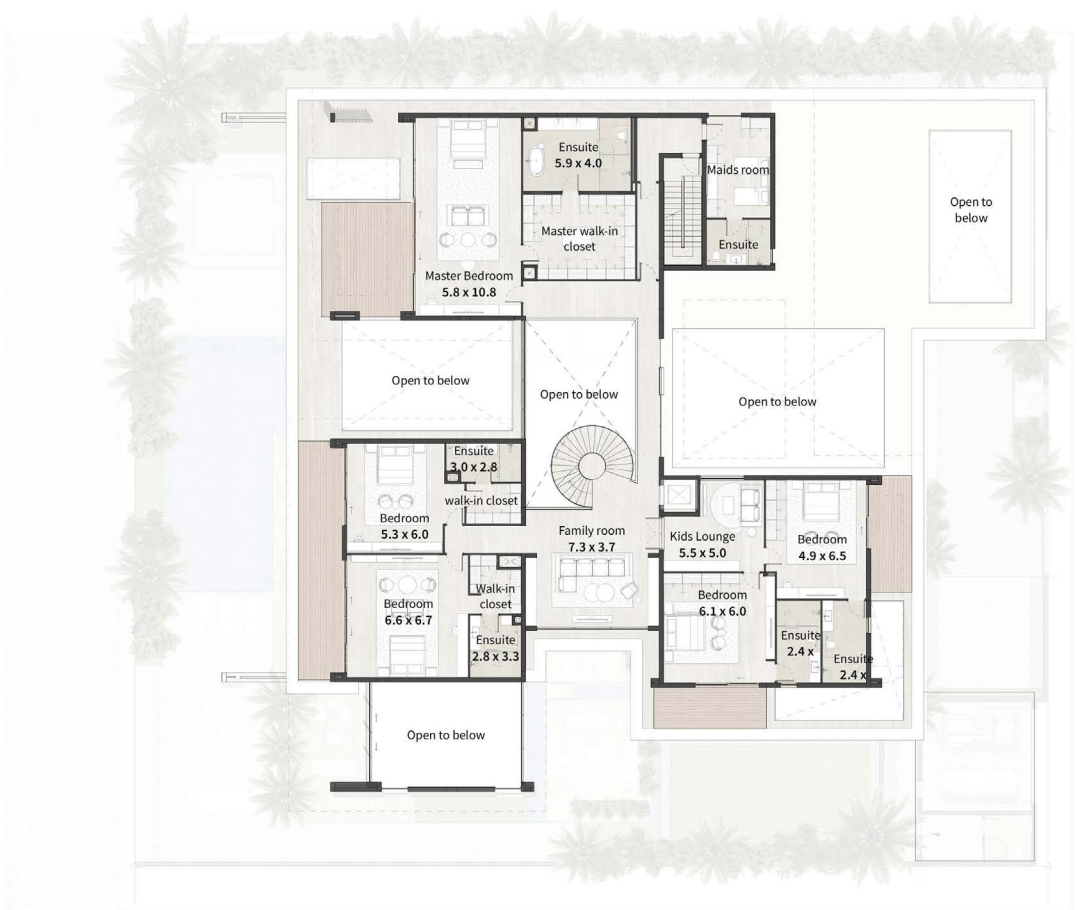 Ensuite
5.9 x 4.0
Maids room
Open to
below
Master walk-in
closet
Ensuite
Master Bedroom
5.8 x 10.8
Open to below
Open to below
Open to below
Ensuite
3.0 x 2.8
walk-in closet
Bedroom
5.3 x 6.0
Family room
7.3 x 3.7
Kids Lounge
5.5 x 5.0
Bedroom
4.9 x 6.5
Walk-in
closet
Bedroom
6.6 x 6.7
Bedroom
6.1 x 6.0
Ensuite
2.8 x 3.3
Ensuite
2.4 x
Ensuite
2.4 x
Open to below